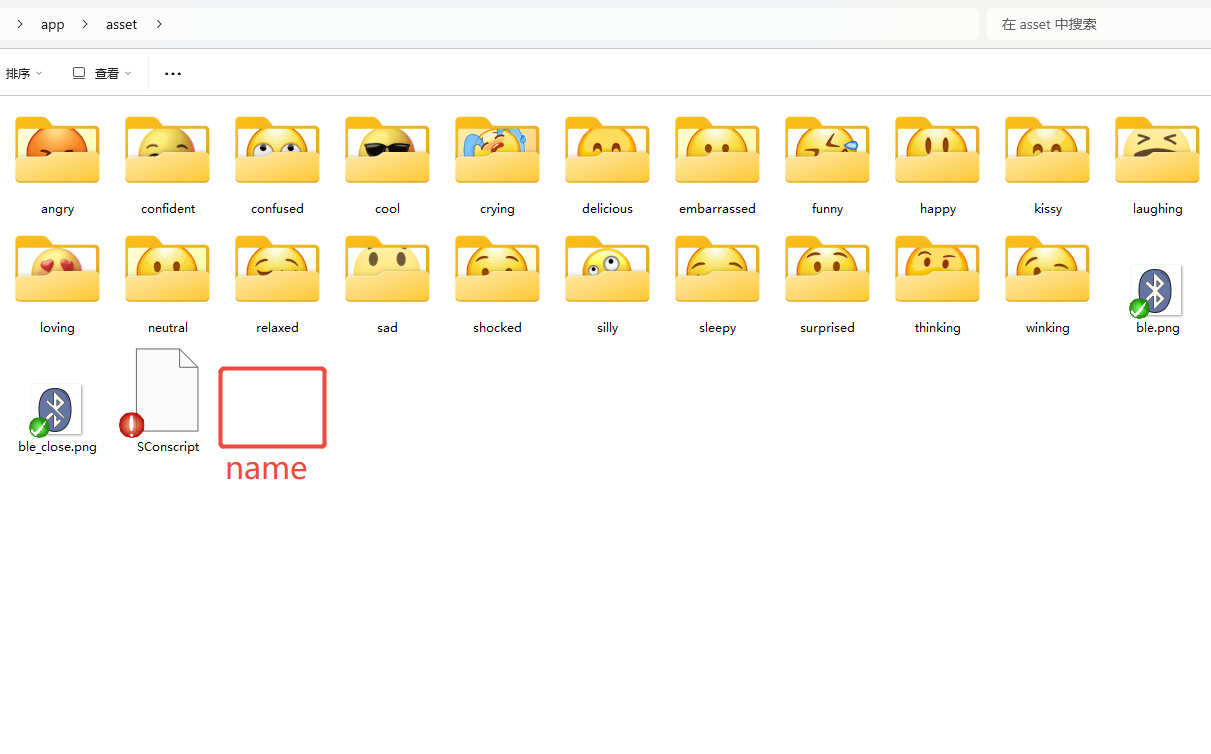 app asset
在 asset 中搜索
排序 查看
angry confident confused cool crying delicious embarrassed funny happy kissy laughing
loving neutral relaxed sad shocked silly sleepy surprised thinking winking ble.png
ble_close.png SConscript
name